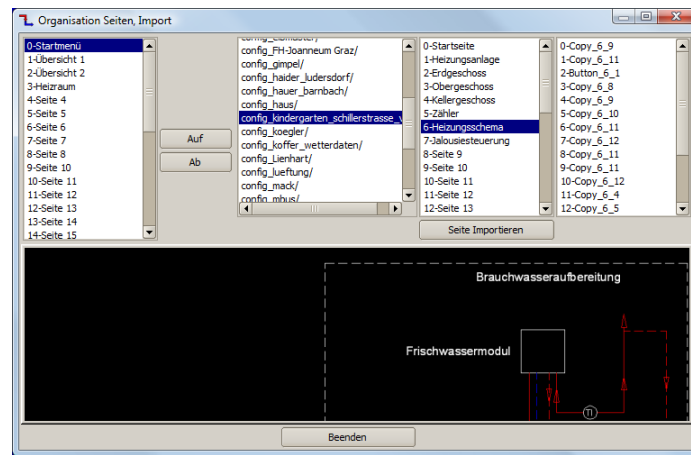 Organisation Seiten, Import
0-Startmenü
1-Übersicht 1
2-Übersicht 2
3-Heizraum
4-Seite 4
5-Seite 5
6-Seite 6
7-Seite 7
8-Seite 8
9-Seite 10
10-Seite 11
11-Seite 12
12-Seite 13
13-Seite 14
14-Seite 15
Auf
Ab
config_FH-Joanneum Graz/
config_gimpel/
config_haider_ludersdorf/
config_hauer_barnbach/
config_haus/
config_kindergarten_schillerstrasse_v
config_koegler/
config_koffer_wetterdaten/
config_Lienhart/
config_lueftung/
config_mack/
config_mbus/
0-Startseite
1-Heizungsanlage
2-Erdgeschoss
3-Obergeschoss
4-Kellergeschoss
5-Zähler
6-Heizungsschema
7-Jalousiesteuerung
8-Seite 9
9-Seite 10
10-Seite 11
11-Seite 12
12-Seite 13
0-Copy_6_9
1-Copy_6_11
2-Button_6_1
3-Copy_6_8
4-Copy_6_9
5-Copy_6_10
6-Copy_6_11
7-Copy_6_12
8-Copy_6_11
9-Copy_6_11
10-Copy_6_12
11-Copy_6_4
12-Copy_6_5
Seite Importieren
Brauchwasseraufbereitung
Frischwassermodul
TI
Beenden